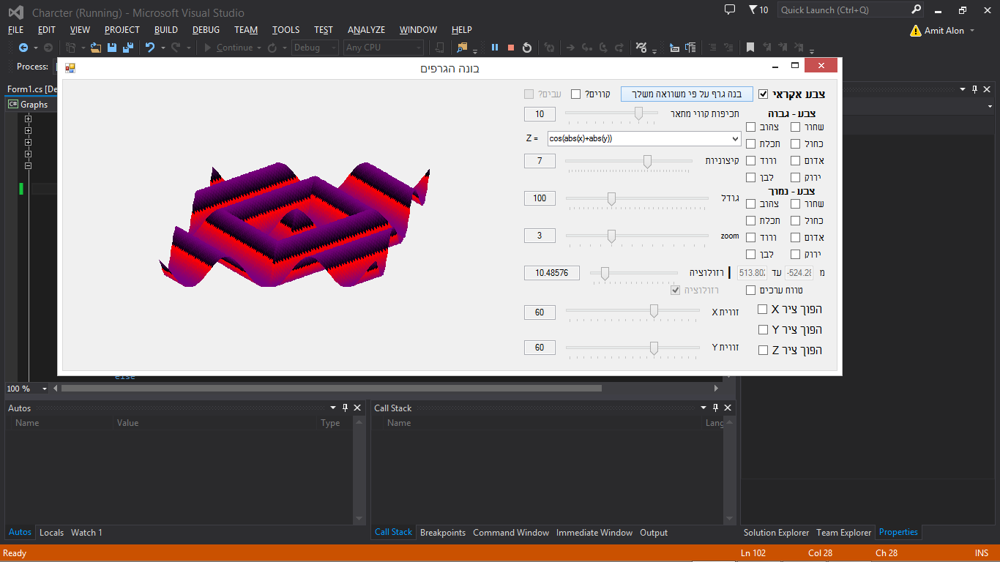 Charcter (Running) - Microsoft Visual Studio
10
Quick Launch (Ctrl+Q)
FILE EDIT VIEW PROJECT BUILD DEBUG TEAM TOOLS TEST ANALYZE WINDOW HELP
Amit Alon
Continue Debug Any CPU
Process:
בונה הגרפים
Form1.cs [De
Graphs
צבע אקראי
בנה גרף על פי משוואה משלך
קווים?
עבים?
תכיפות קווי מתאר
10
צבע - גבוה
שחור צהוב
כחול תכלת
אדום ורוד
ירוק לבן
Z = cos(abs(x)+abs(y))
קיצוניות
7
צבע - נמוך
שחור צהוב
כחול תכלת
אדום ורוד
ירוק לבן
גודל
100
zoom
3
מ -524.28 עד 513.802
רזולוציה
10.48576
טווח ערכים
רזולוציה
הפוך ציר X
זווית X
60
הפוך ציר Y
זווית Y
60
הפוך ציר Z
else
100 %
Autos
Name Value Type
Call Stack
Name Lang
Autos Locals Watch 1
Call Stack Breakpoints Command Window Immediate Window Output
Solution Explorer Team Explorer Properties
Ready
Ln 102 Col 28 Ch 28 INS